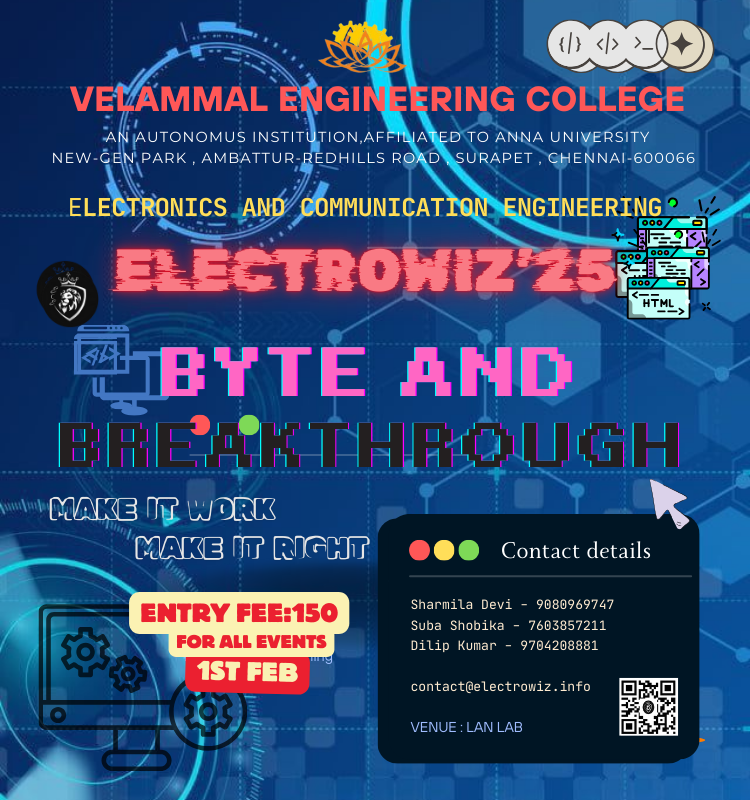 VELAMMAL ENGINEERING COLLEGE
AN AUTONOMUS INSTITUTION,AFFILIATED TO ANNA UNIVERSITY
NEW-GEN PARK , AMBATTUR-REDHILLS ROAD , SURAPET , CHENNAI-600066
ELECTRONICS AND COMMUNICATION ENGINEERING
ELECTROWIZ'25
HTML
BYTE AND
BREAKTHROUGH
MAKE IT WORK
MAKE IT RIGHT
Contact details
ENTRY FEE:150
FOR ALL EVENTS
1ST FEB
Sharmila Devi - 9080969747
Suba Shobika - 7603857211
Dilip Kumar - 9704208881
contact@electrowiz.info
VENUE : LAN LAB